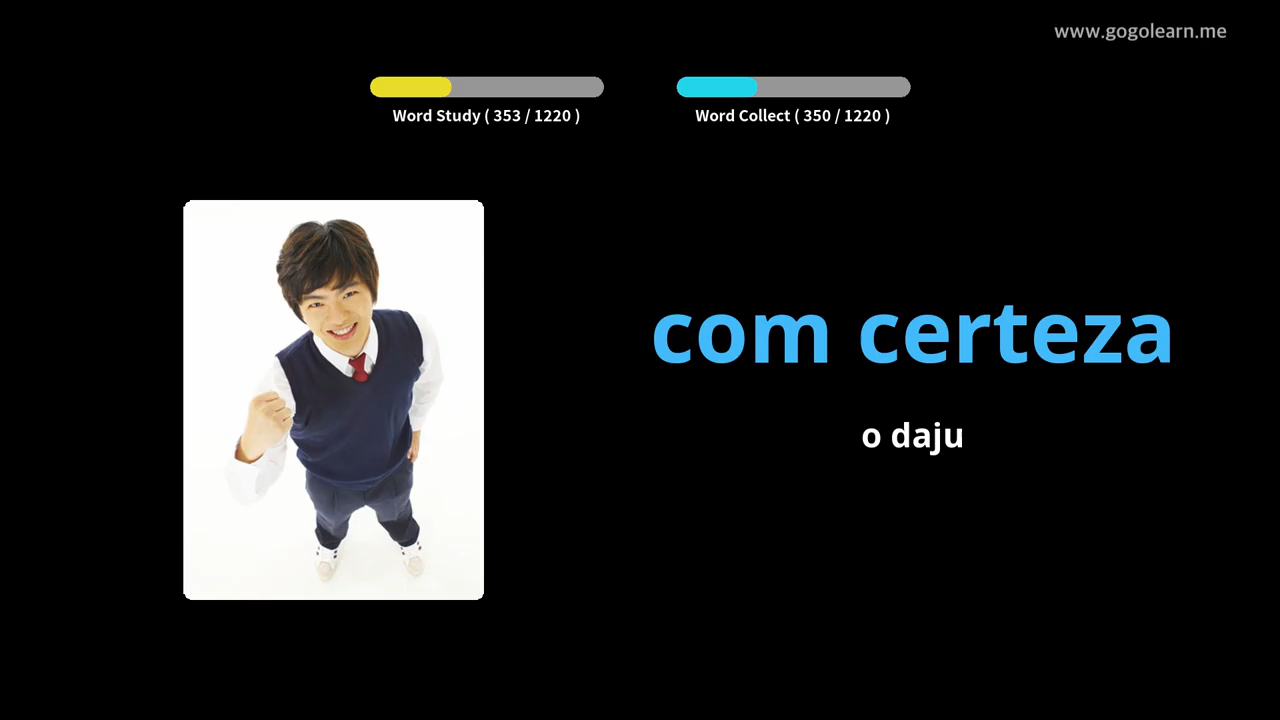 www.gogolearn.me
Word Study ( 353 / 1220 )
Word Collect ( 350 / 1220 )
com certeza
o daju